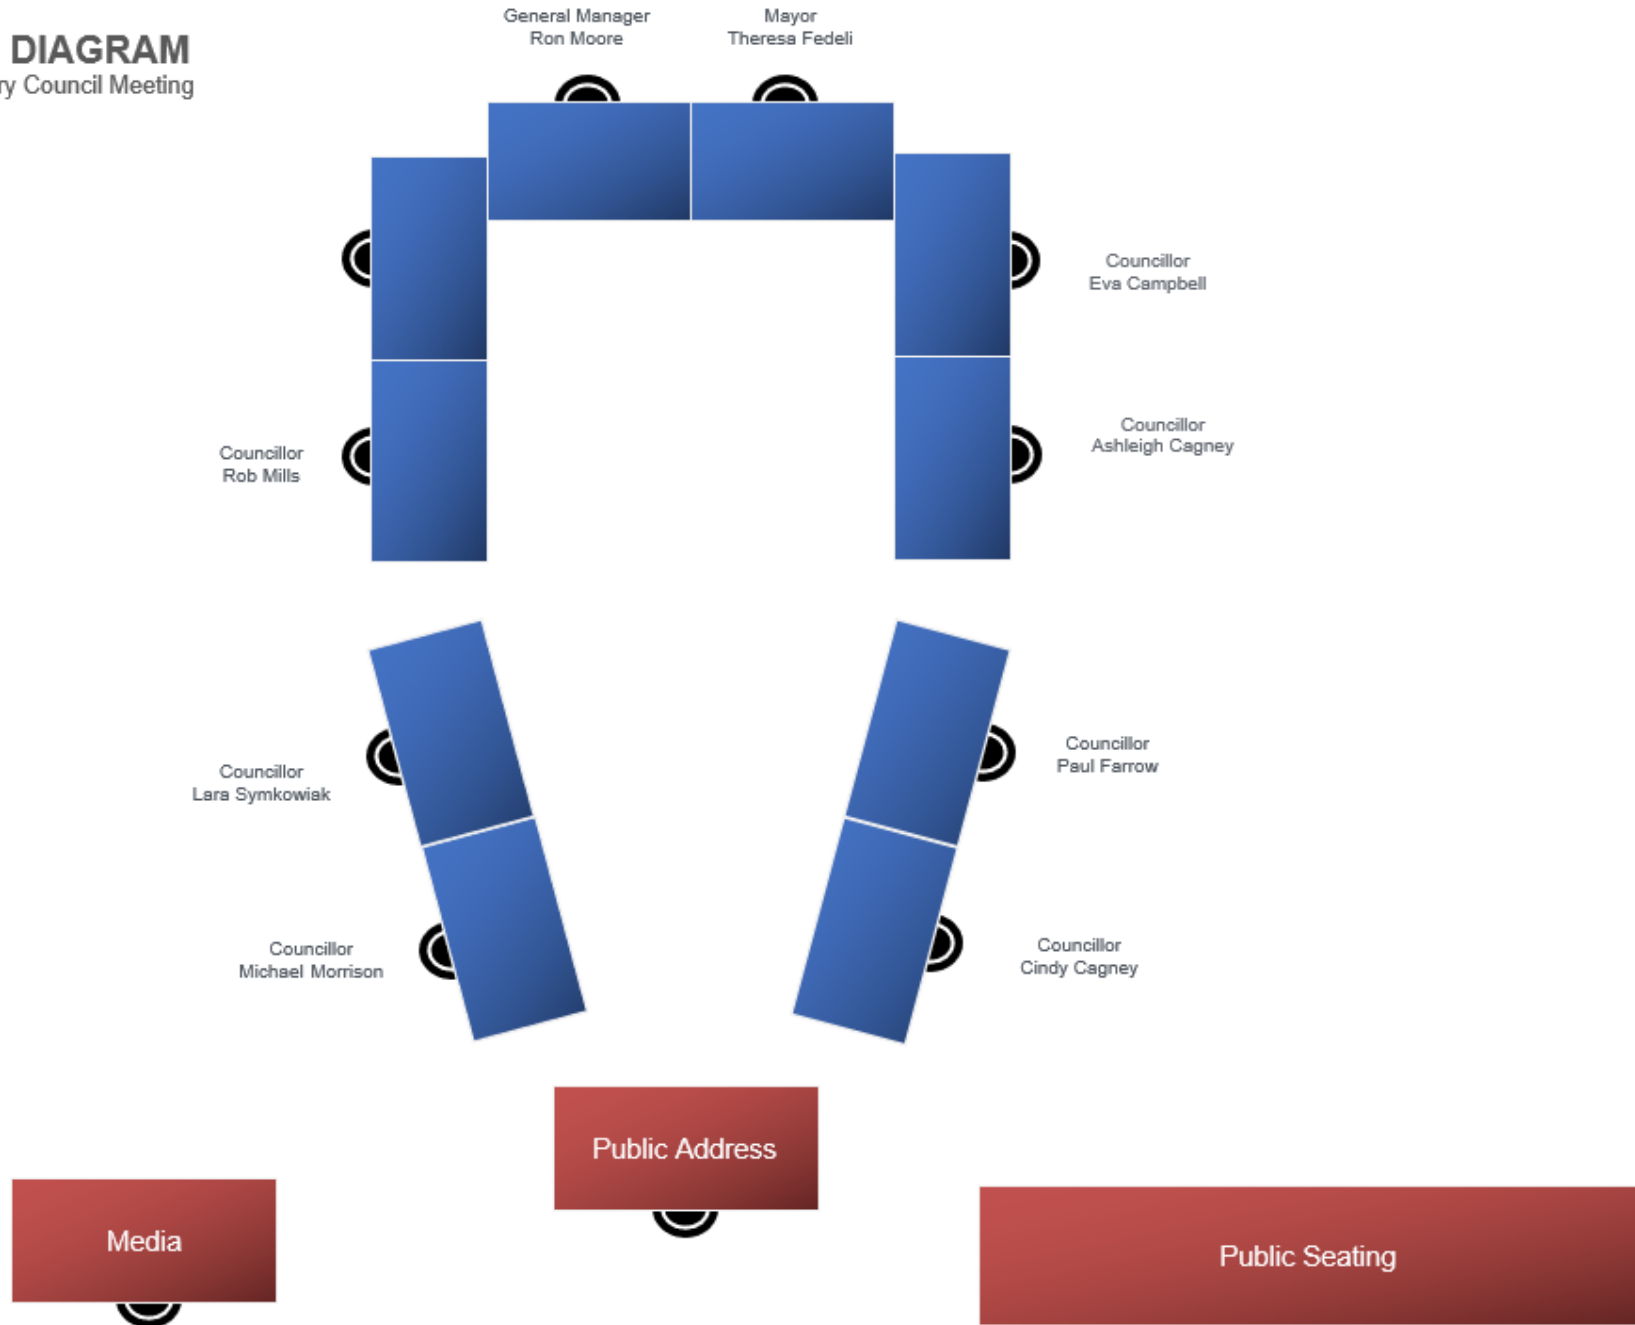 DIAGRAM
ry Council Meeting
General Manager
Ron Moore
Mayor
Theresa Fedeli
Councillor
Eva Campbell
Councillor
Ashleigh Cagney
Councillor
Rob Mills
Councillor
Lara Symkowiak
Councillor
Paul Farrow
Councillor
Michael Morrison
Councillor
Cindy Cagney
Public Address
Media
Public Seating